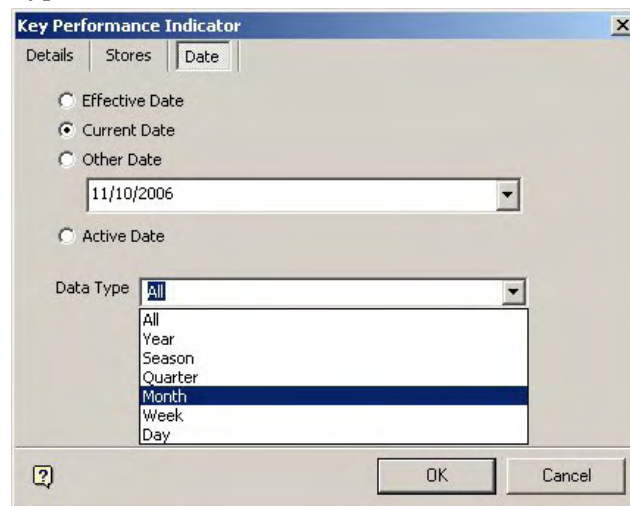 Key Performance Indicator
Details Stores Date
Effective Date
Current Date
Other Date
11/10/2006
Active Date
Data Type All
All
Year
Season
Quarter
Month
Week
Day
OK Cancel